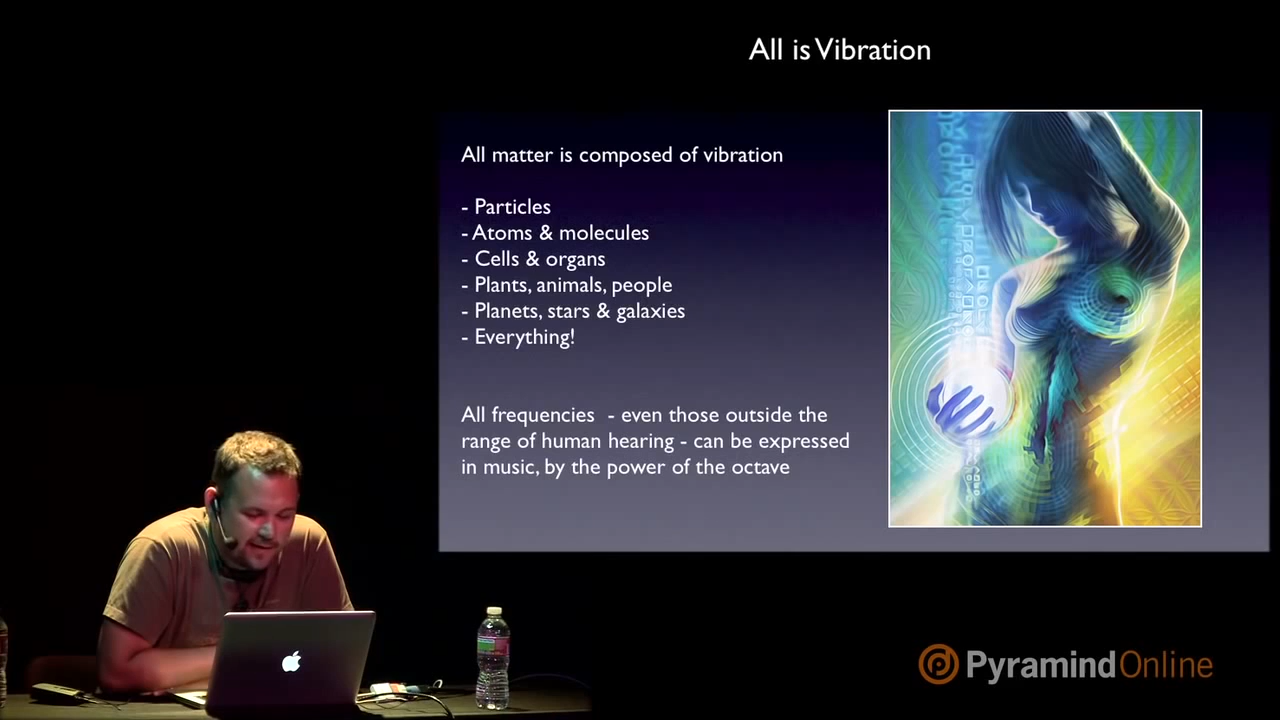 All is Vibration
All matter is composed of vibration
- Particles
- Atoms & molecules
- Cells & organs
- Plants, animals, people
- Planets, stars & galaxies
- Everything!
All frequencies - even those outside the
range of human hearing - can be expressed
in music, by the power of the octave
PyramindOnline